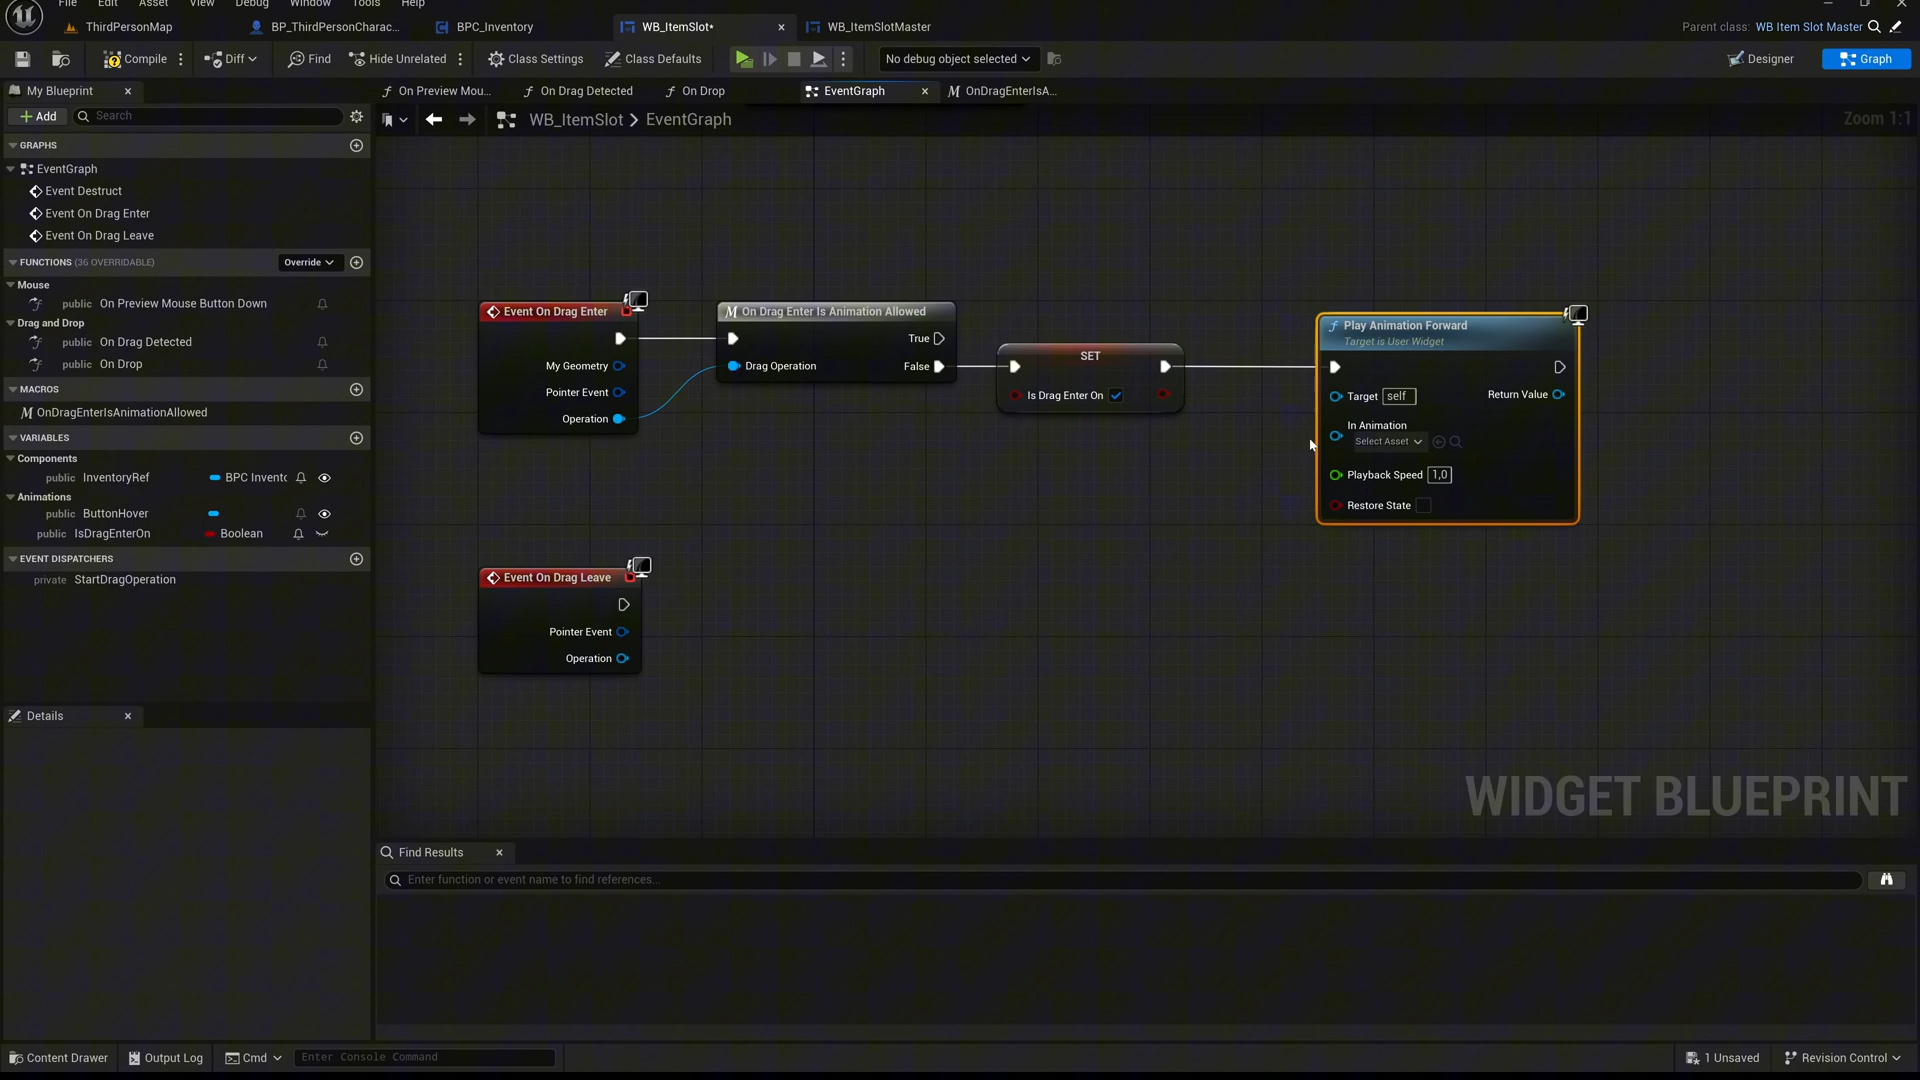 File Edit Asset View Debug Window Tools Help
ThirdPersonMap
BP_ThirdPersonCharac...
BPC_Inventory
WB_ItemSlot*
WB_ItemSlotMaster
Parent class: WB Item Slot Master
Compile
Diff
Find
Hide Unrelated
Class Settings
Class Defaults
No debug object selected
Designer
Graph
My Blueprint
On Preview Mou...
On Drag Detected
On Drop
EventGraph
OnDragEnterIsA...
Add
Search
WB_ItemSlot > EventGraph
Zoom 1:1
GRAPHS
EventGraph
Event Destruct
Event On Drag Enter
Event On Drag Leave
FUNCTIONS (36 OVERRIDABLE)
Override
Mouse
public On Preview Mouse Button Down
Drag and Drop
public On Drag Detected
public On Drop
MACROS
OnDragEnterIsAnimationAllowed
VARIABLES
Components
public InventoryRef BPC Invento
Animations
public ButtonHover
public IsDragEnterOn Boolean
EVENT DISPATCHERS
private StartDragOperation
Details
Event On Drag Enter
My Geometry
Pointer Event
Operation
On Drag Enter Is Animation Allowed
True
Drag Operation
False
SET
Is Drag Enter On
Play Animation Forward
Target is User Widget
Target self
Return Value
In Animation
Select Asset
Playback Speed 1,0
Restore State
Event On Drag Leave
Pointer Event
Operation
WIDGET BLUEPRINT
Find Results
Enter function or event name to find references...
Content Drawer
Output Log
Cmd
Enter Console Command
1 Unsaved
Revision Control